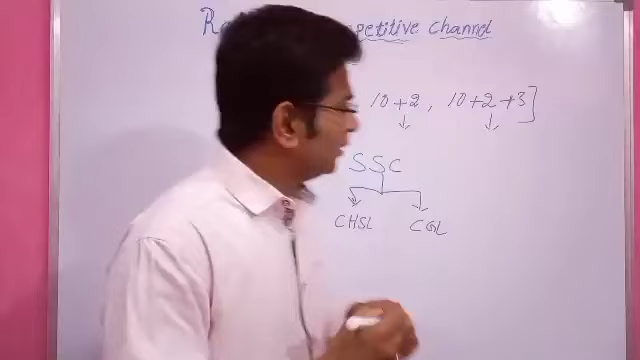 Competitive Channel
10+2, 10+2+3]
SSC
CHSL CGL